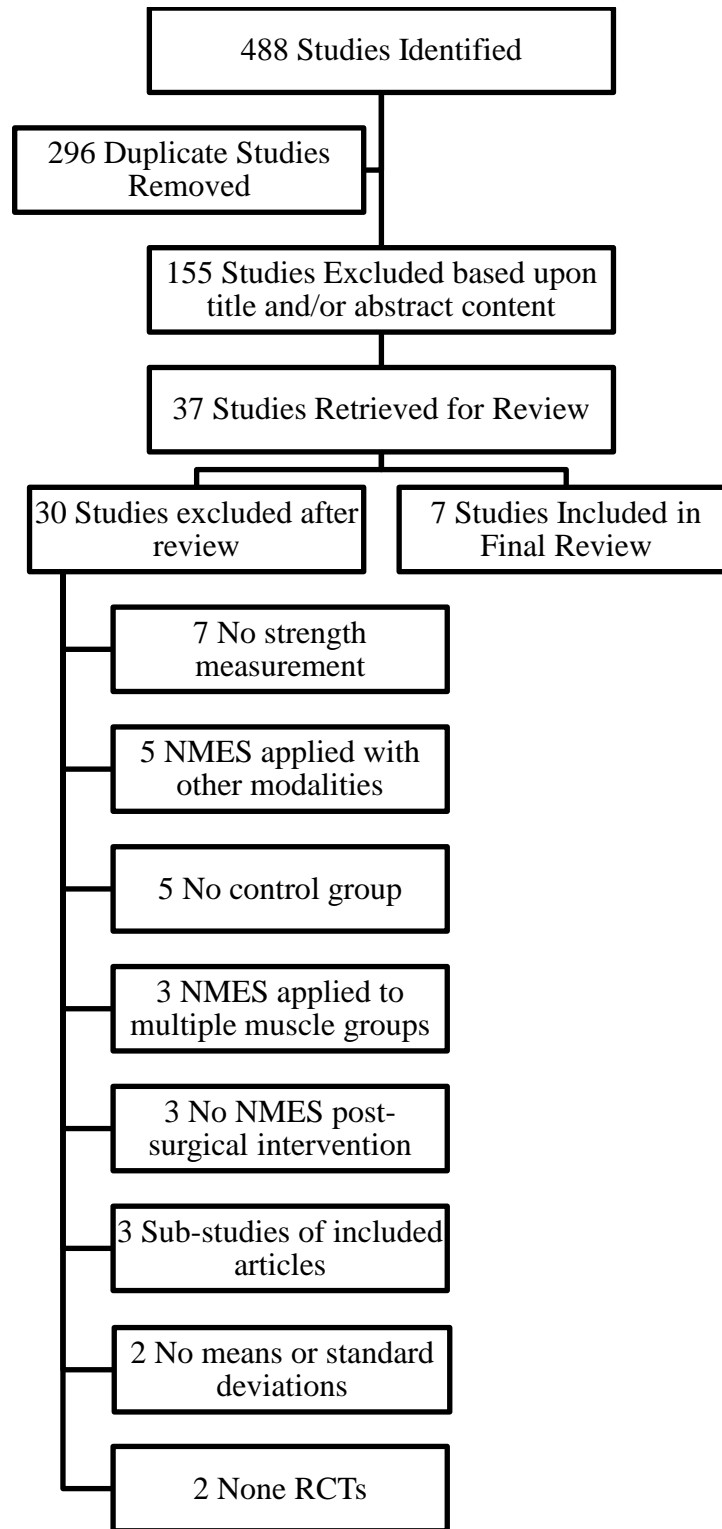 488 Studies Identified
296 Duplicate Studies
Removed
155 Studies Excluded based upon
title and/or abstract content
37 Studies Retrieved for Review
30 Studies excluded after
review
7 Studies Included in
Final Review
7 No strength
measurement
5 NMES applied with
other modalities
5 No control group
3 NMES applied to
multiple muscle groups
3 No NMES post-
surgical intervention
3 Sub-studies of included
articles
2 No means or standard
deviations
2 None RCTs